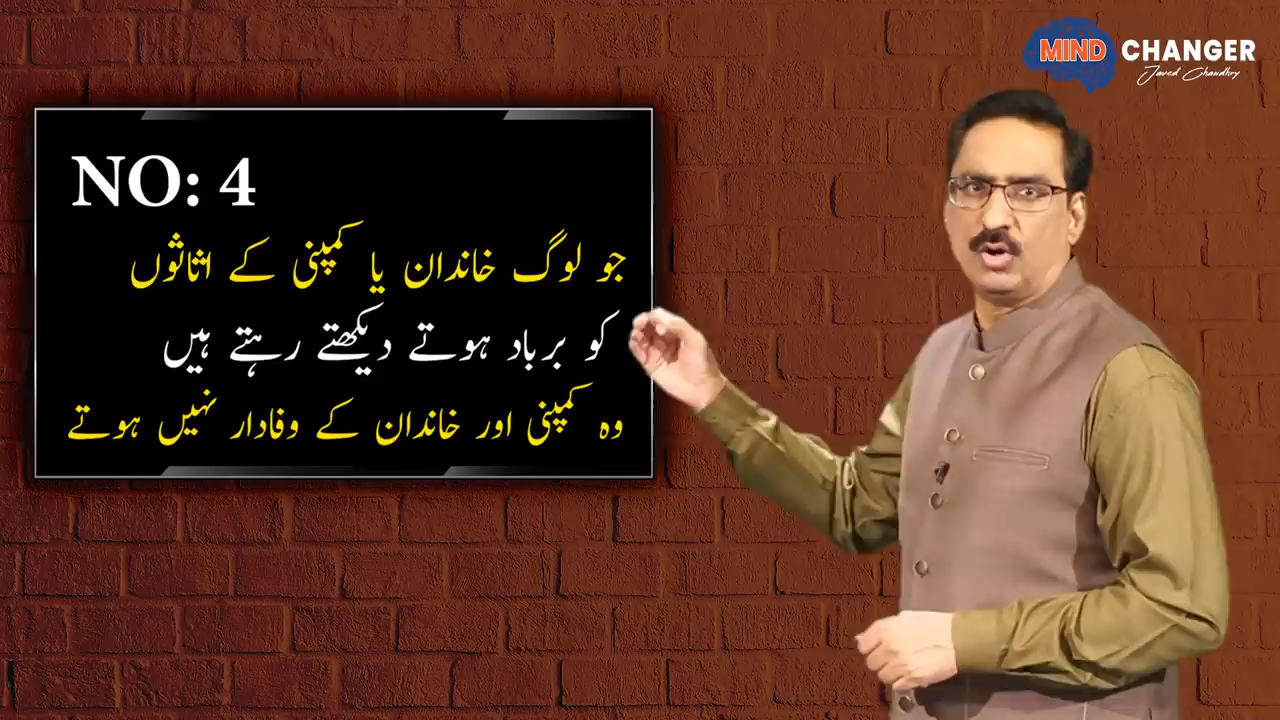 MIND CHANGER
Javed Chaudhry
NO: 4
جو لوگ خاندان یا کمپنی کے اثاثوں
کو برباد ہوتے دیکھتے رہتے ہیں
وہ کمپنی اور خاندان کے وفادار نہیں ہوتے